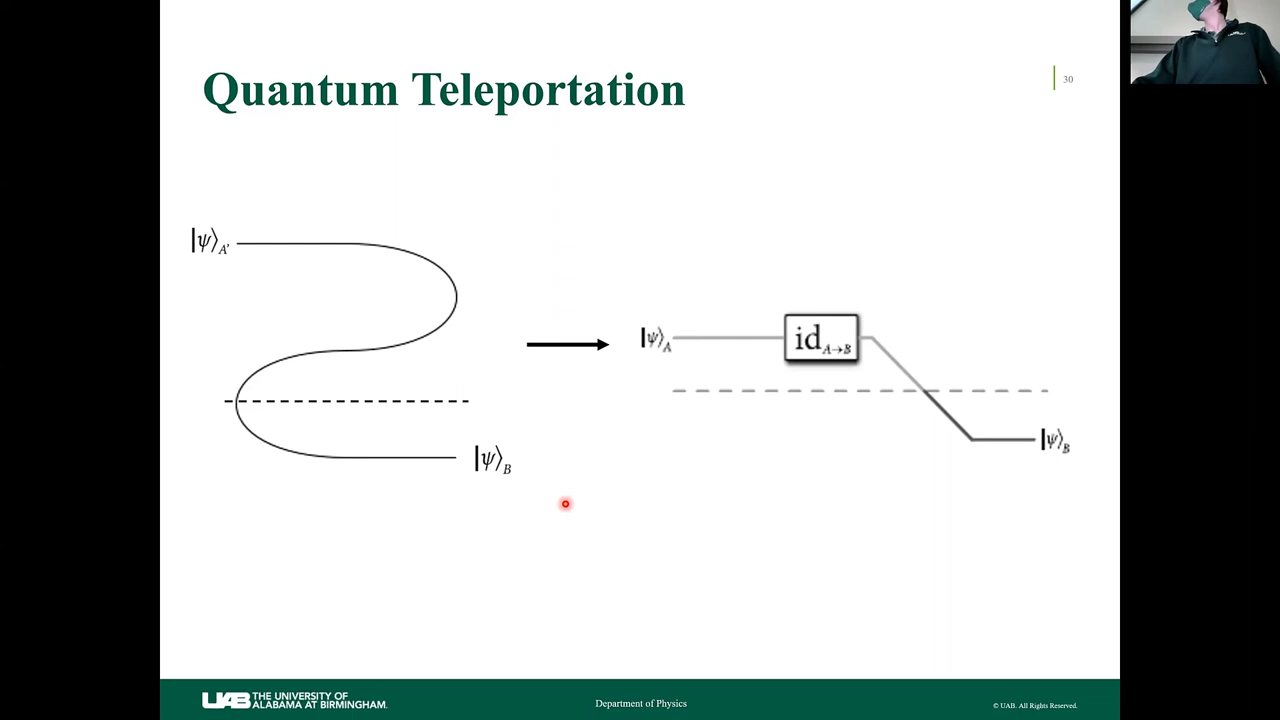 Quantum Teleportation
30
|ψ⟩A'
|ψ⟩B
|ψ⟩A
idA→B
|ψ⟩B
UAB THE UNIVERSITY OF
ALABAMA AT BIRMINGHAM.
Department of Physics
© UAB. All Rights Reserved.